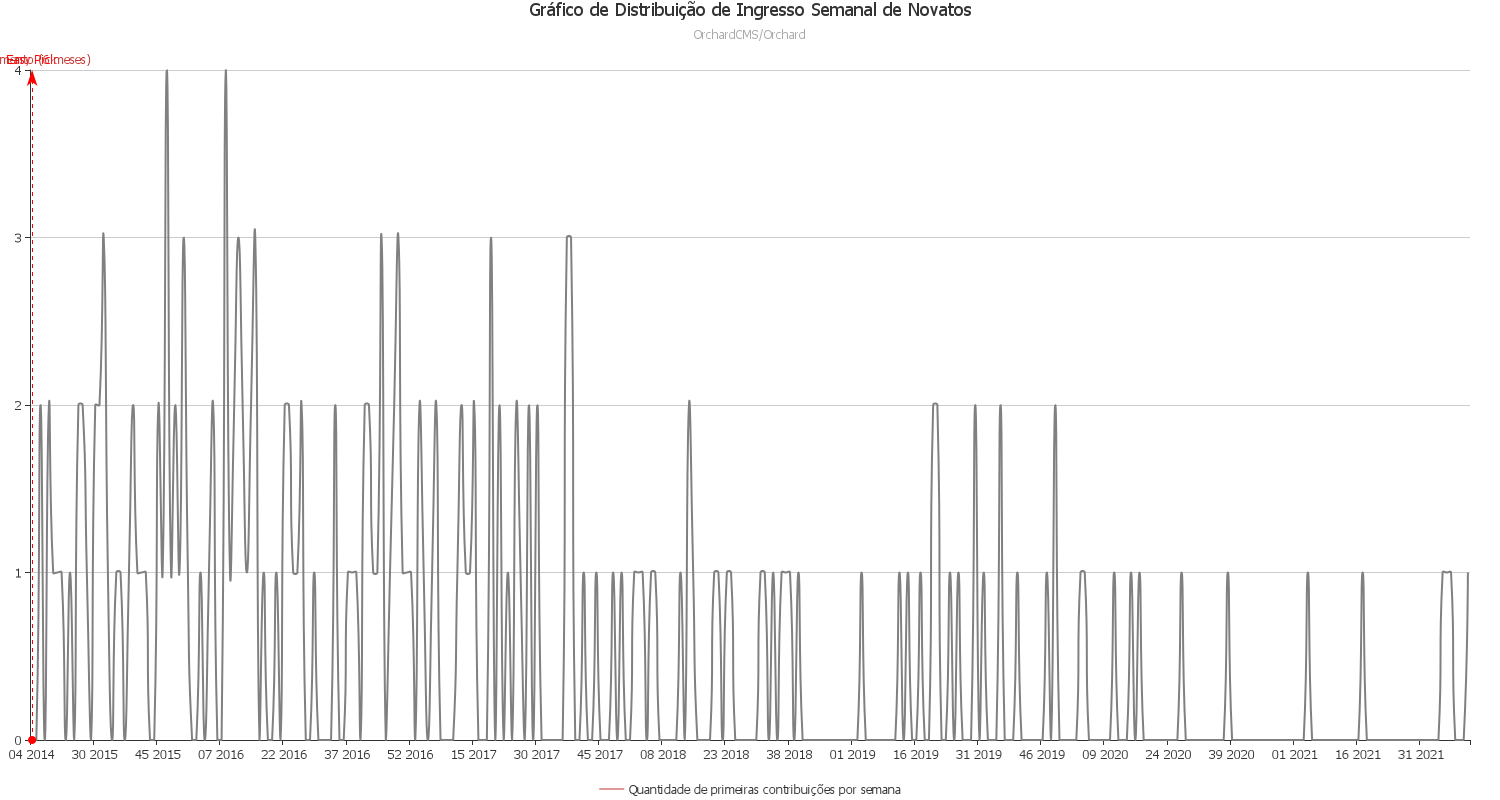 Gráfico de Distribuição de Ingresso Semanal de Novatos
OrchardCMS/Orchard
meses)
4
3
2
1
0
04 2014 30 2015 45 2015 07 2016 22 2016 37 2016 52 2016 15 2017 30 2017 45 2017 08 2018 23 2018 38 2018 01 2019 16 2019 31 2019 46 2019 09 2020 24 2020 39 2020 01 2021 16 2021 31 2021
Quantidade de primeiras contribuições por semana